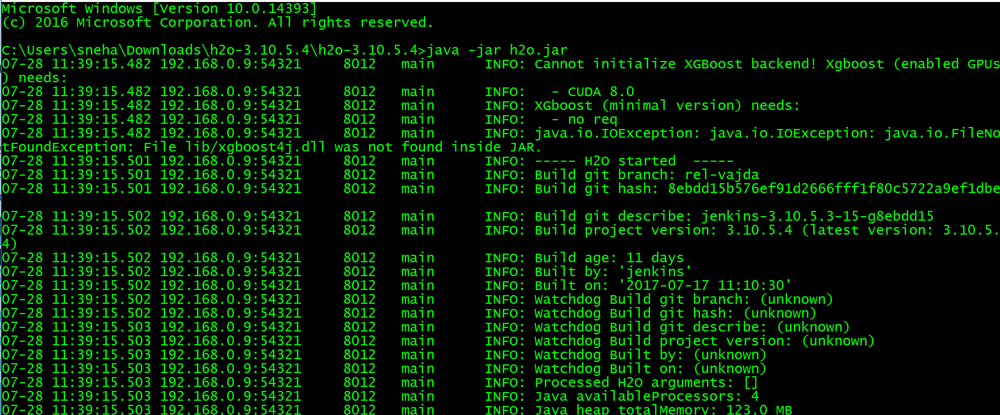 Microsoft Windows [Version 10.0.14393]
(c) 2016 Microsoft Corporation. All rights reserved.
C:\Users\sneha\Downloads\h2o-3.10.5.4\h2o-3.10.5.4>java -jar h2o.jar
07-28 11:39:15.482 192.168.0.9:54321     8012   main      INFO: Cannot initialize XGBoost backend! Xgboost (enabled GPUs
) needs:
07-28 11:39:15.482 192.168.0.9:54321     8012   main      INFO:   - CUDA 8.0
07-28 11:39:15.482 192.168.0.9:54321     8012   main      INFO: XGboost (minimal version) needs:
07-28 11:39:15.482 192.168.0.9:54321     8012   main      INFO:   - no req
07-28 11:39:15.482 192.168.0.9:54321     8012   main      INFO: java.io.IOException: java.io.IOException: java.io.FileNo
tFoundException: File lib/xgboost4j.dll was not found inside JAR.
07-28 11:39:15.501 192.168.0.9:54321     8012   main      INFO: ----- H2O started  -----
07-28 11:39:15.501 192.168.0.9:54321     8012   main      INFO: Build git branch: rel-vajda
07-28 11:39:15.501 192.168.0.9:54321     8012   main      INFO: Build git hash: 8ebdd15b576ef91d2666fff1f80c5722a9ef1dbe
07-28 11:39:15.502 192.168.0.9:54321     8012   main      INFO: Build git describe: jenkins-3.10.5.3-15-g8ebdd15
07-28 11:39:15.502 192.168.0.9:54321     8012   main      INFO: Build project version: 3.10.5.4 (latest version: 3.10.5.
4)
07-28 11:39:15.502 192.168.0.9:54321     8012   main      INFO: Build age: 11 days
07-28 11:39:15.502 192.168.0.9:54321     8012   main      INFO: Built by: 'jenkins'
07-28 11:39:15.502 192.168.0.9:54321     8012   main      INFO: Built on: '2017-07-17 11:10:30'
07-28 11:39:15.502 192.168.0.9:54321     8012   main      INFO: Watchdog Build git branch: (unknown)
07-28 11:39:15.502 192.168.0.9:54321     8012   main      INFO: Watchdog Build git hash: (unknown)
07-28 11:39:15.503 192.168.0.9:54321     8012   main      INFO: Watchdog Build git describe: (unknown)
07-28 11:39:15.503 192.168.0.9:54321     8012   main      INFO: Watchdog Build project version: (unknown)
07-28 11:39:15.503 192.168.0.9:54321     8012   main      INFO: Watchdog Built by: (unknown)
07-28 11:39:15.503 192.168.0.9:54321     8012   main      INFO: Watchdog Built on: (unknown)
07-28 11:39:15.503 192.168.0.9:54321     8012   main      INFO: Processed H2O arguments: []
07-28 11:39:15.503 192.168.0.9:54321     8012   main      INFO: Java availableProcessors: 4
07-28 11:39:15.503 192.168.0.9:54321     8012   main      INFO: Java heap totalMemory: 123.0 MB